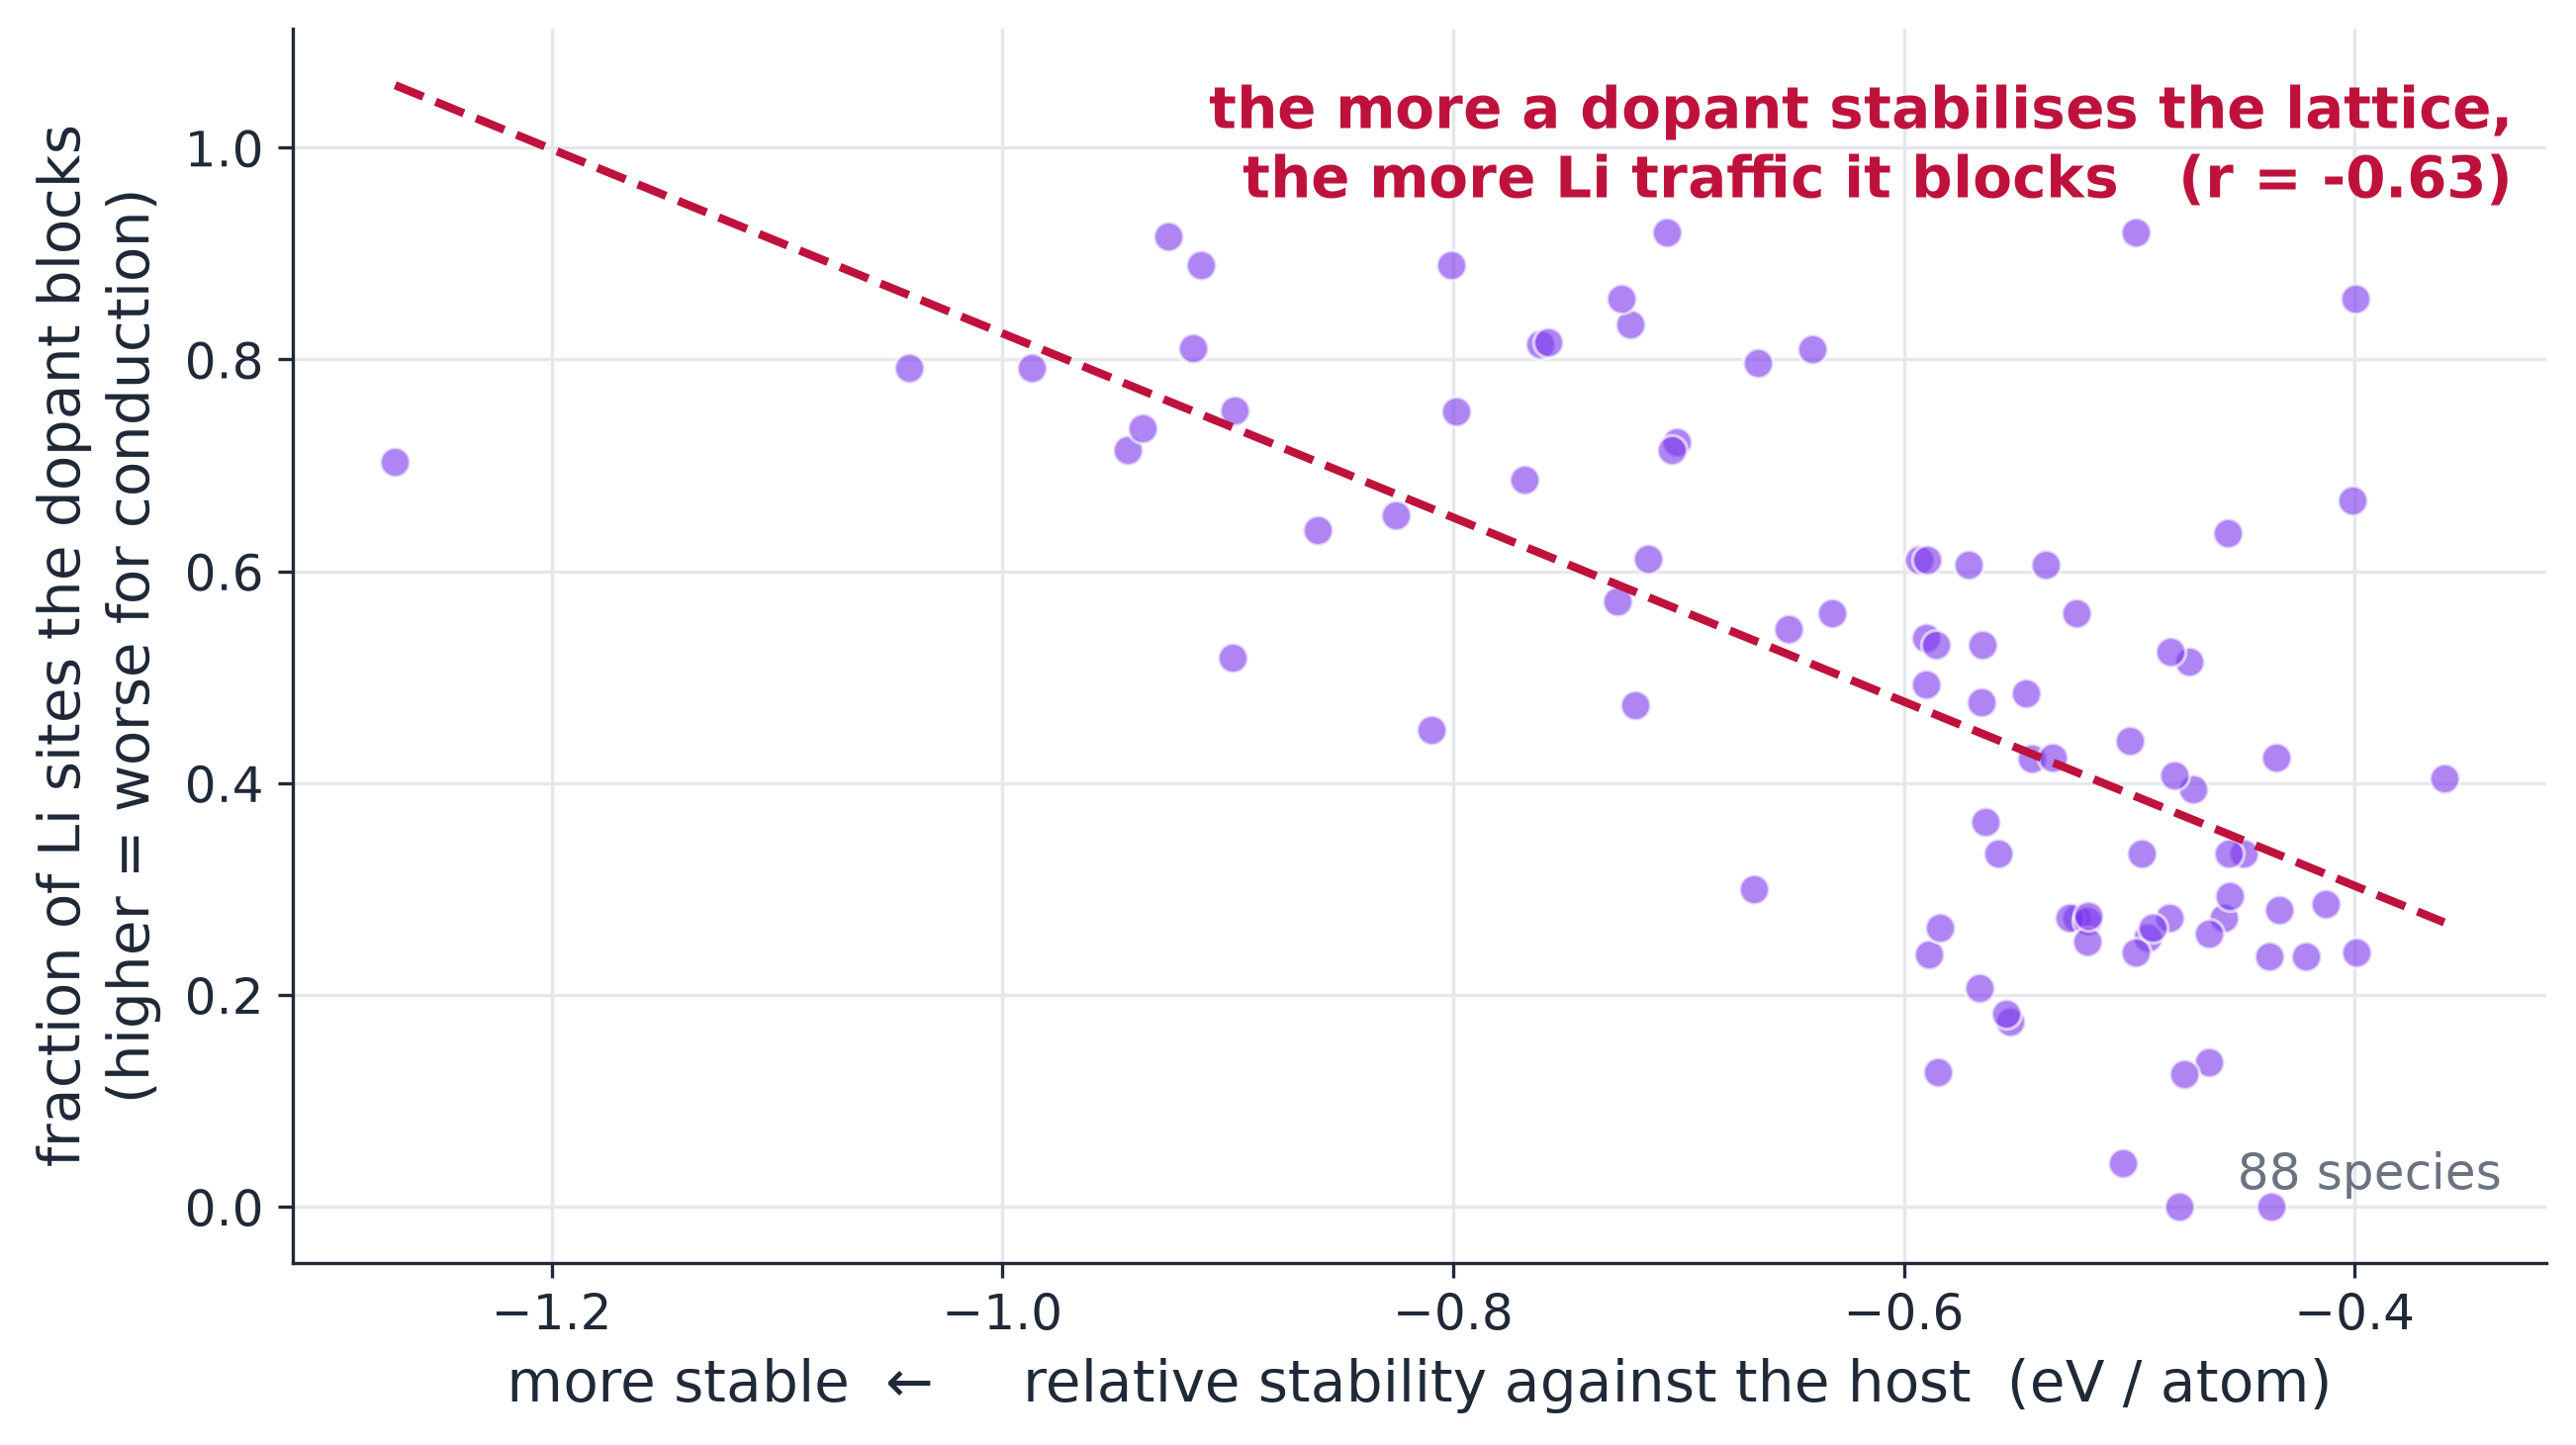 the more a dopant stabilises the lattice,
the more Li traffic it blocks (r = -0.63)
fraction of Li sites the dopant blocks
(higher = worse for conduction)
1.0
0.8
0.6
0.4
0.2
0.0
88 species
−1.2
−1.0
−0.8
−0.6
−0.4
more stable ← relative stability against the host (eV / atom)